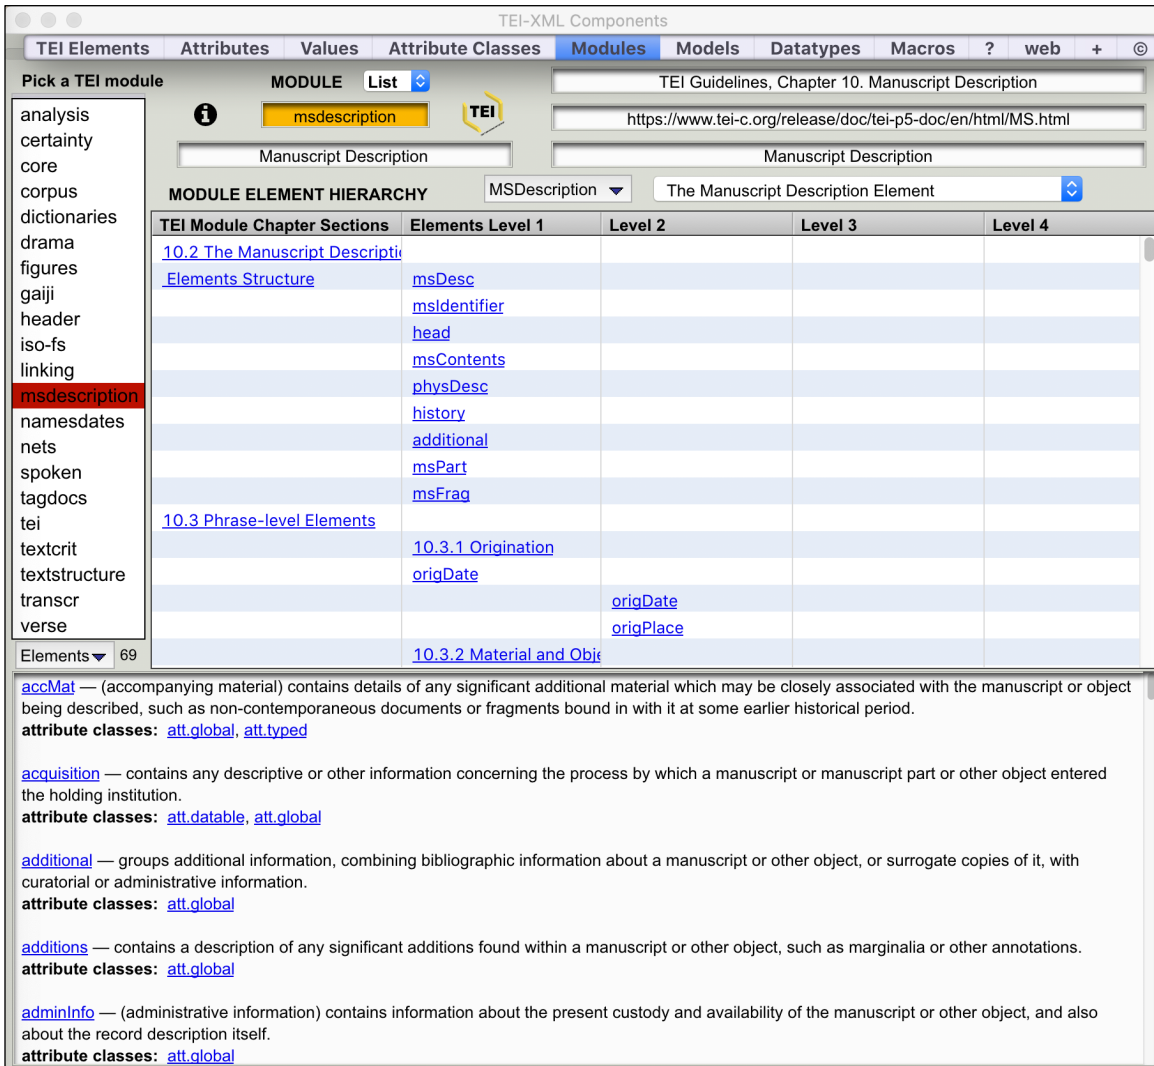 TEI-XML Components
TEI Elements Attributes Values Attribute Classes Modules Models Datatypes Macros ? web + ©
Pick a TEI module
MODULE List
TEI Guidelines, Chapter 10. Manuscript Description
msdescription
TEI
https://www.tei-c.org/release/doc/tei-p5-doc/en/html/MS.html
Manuscript Description
Manuscript Description
MODULE ELEMENT HIERARCHY
MSDescription
The Manuscript Description Element
analysis
certainty
core
corpus
dictionaries
drama
figures
gaiji
header
iso-fs
linking
msdescription
namesdates
nets
spoken
tagdocs
tei
textcrit
textstructure
transcr
verse
Elements 69
TEI Module Chapter Sections Elements Level 1 Level 2 Level 3 Level 4
10.2 The Manuscript Descriptio
Elements Structure msDesc
msIdentifier
head
msContents
physDesc
history
additional
msPart
msFrag
10.3 Phrase-level Elements
10.3.1 Origination
origDate
origDate
origPlace
10.3.2 Material and Obje
accMat — (accompanying material) contains details of any significant additional material which may be closely associated with the manuscript or object
being described, such as non-contemporaneous documents or fragments bound in with it at some earlier historical period.
attribute classes: att.global, att.typed
acquisition — contains any descriptive or other information concerning the process by which a manuscript or manuscript part or other object entered
the holding institution.
attribute classes: att.datable, att.global
additional — groups additional information, combining bibliographic information about a manuscript or other object, or surrogate copies of it, with
curatorial or administrative information.
attribute classes: att.global
additions — contains a description of any significant additions found within a manuscript or other object, such as marginalia or other annotations.
attribute classes: att.global
adminInfo — (administrative information) contains information about the present custody and availability of the manuscript or other object, and also
about the record description itself.
attribute classes: att.global